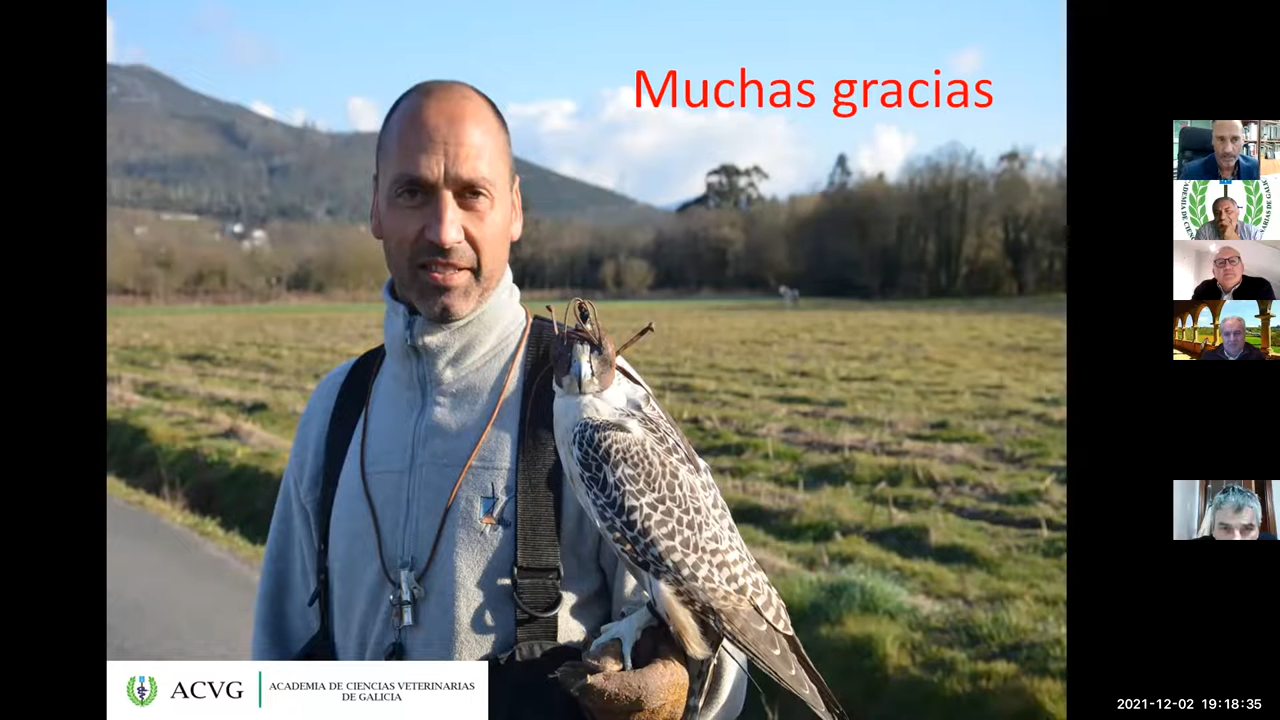 Muchas gracias
ACVG
ACADEMIA DE CIENCIAS VETERINARIAS
DE GALICIA
2021-12-02 19:18:35